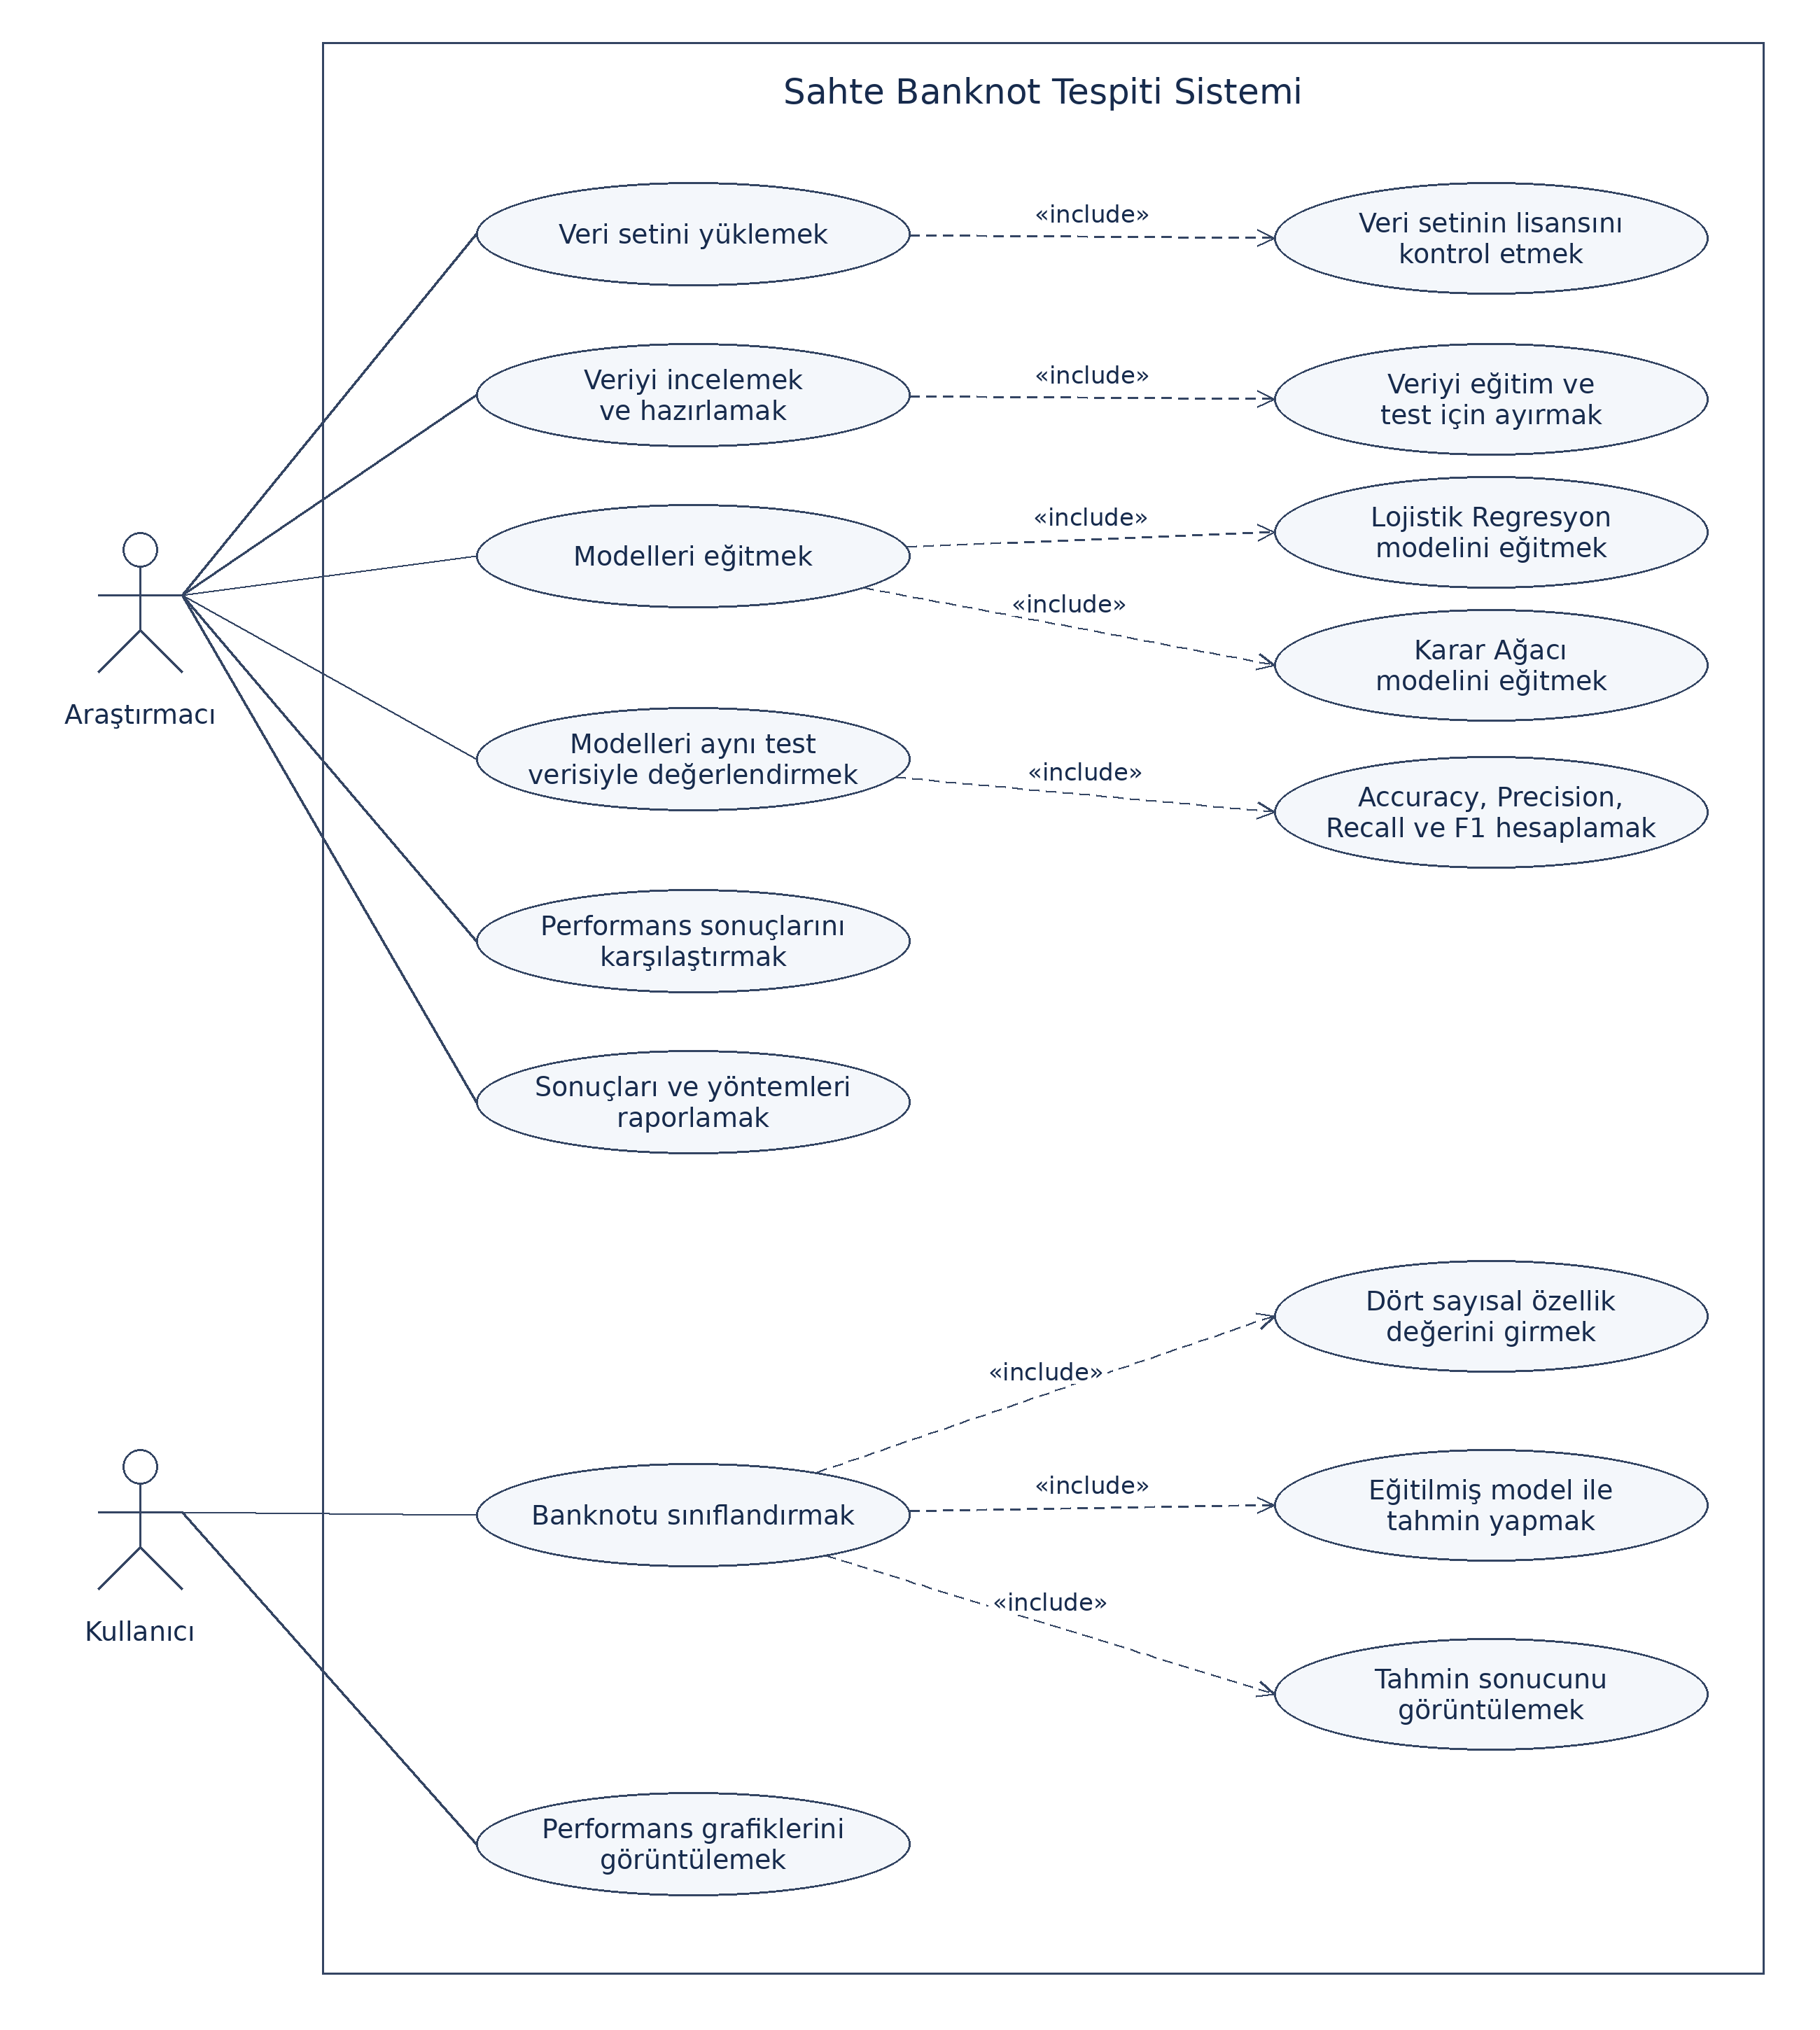 Sahte Banknot Tespiti Sistemi
Veri setini yüklemek
«include»
Veri setinin lisansını
kontrol etmek
Veriyi incelemek
ve hazırlamak
«include»
Veriyi eğitim ve
test için ayırmak
Modelleri eğitmek
«include»
Lojistik Regresyon
modelini eğitmek
«include»
Karar Ağacı
modelini eğitmek
Araştırmacı
Modelleri aynı test
verisiyle değerlendirmek
«include»
Accuracy, Precision,
Recall ve F1 hesaplamak
Performans sonuçlarını
karşılaştırmak
Sonuçları ve yöntemleri
raporlamak
Dört sayısal özellik
değerini girmek
«include»
Banknotu sınıflandırmak
«include»
Eğitilmiş model ile
tahmin yapmak
«include»
Kullanıcı
Tahmin sonucunu
görüntülemek
Performans grafiklerini
görüntülemek